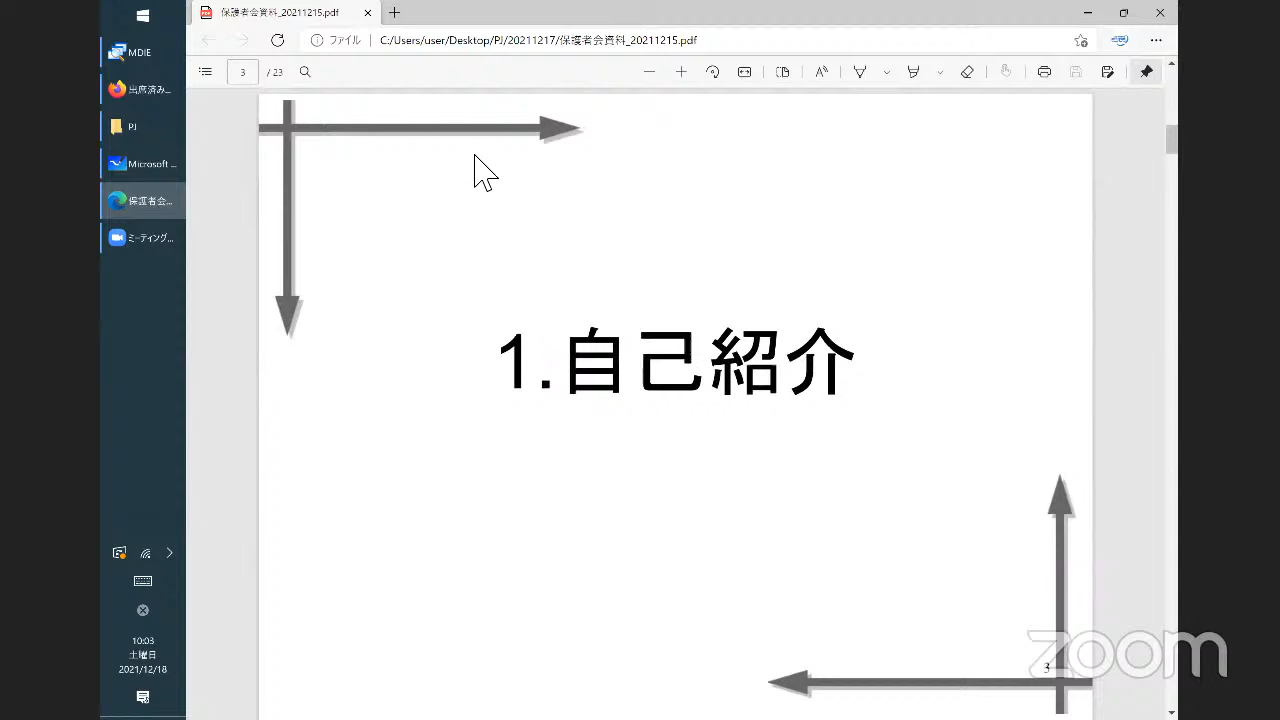 保護者会資料_20211215.pdf
ファイル
C:/Users/user/Desktop/PJ/20211217/保護者会資料_20211215.pdf
3
/ 23
MDIE
出席済み...
PJ
Microsoft ...
保護者会...
ミーティング...
1.自己紹介
10:03
土曜日
2021/12/18
3
zoom